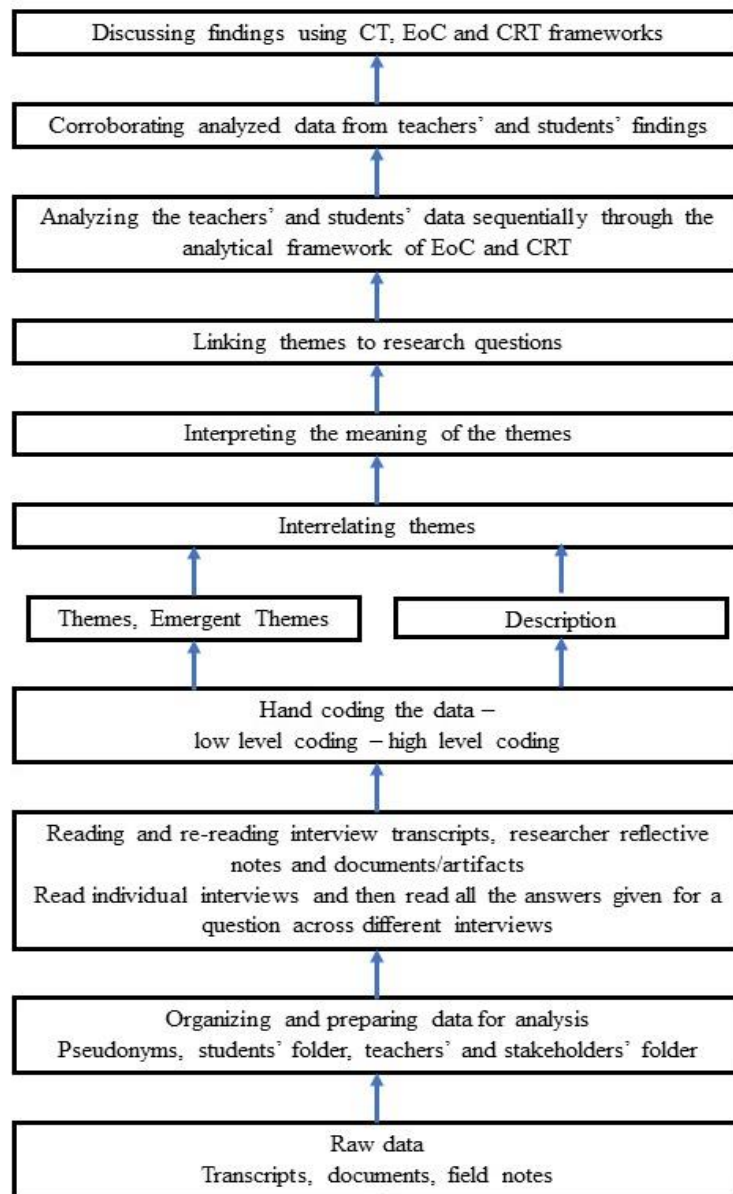 Discussing findings using CT, EoC and CRT frameworks
Corroborating analyzed data from teachers’ and students’ findings
Analyzing the teachers’ and students’ data sequentially through the
analytical framework of EoC and CRT
Linking themes to research questions
Interpreting the meaning of the themes
Interrelating themes
Themes, Emergent Themes
Description
Hand coding the data –
low level coding – high level coding
Reading and re-reading interview transcripts, researcher reflective
notes and documents/artifacts
Read individual interviews and then read all the answers given for a
question across different interviews
Organizing and preparing data for analysis
Pseudonyms, students’ folder, teachers’ and stakeholders’ folder
Raw data
Transcripts, documents, field notes